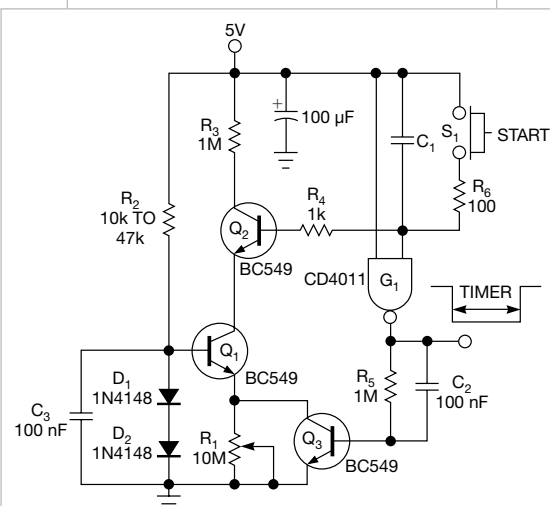 5V
R3
1M
100 µF
C1
S1
START
R2
10k TO
47k
R4
1k
R6
100
Q2
BC549
CD4011
G1
TIMER
Q1
BC549
R5
1M
C2
100 nF
C3
100 nF
D1
1N4148
D2
1N4148
R1
10M
Q3
BC549